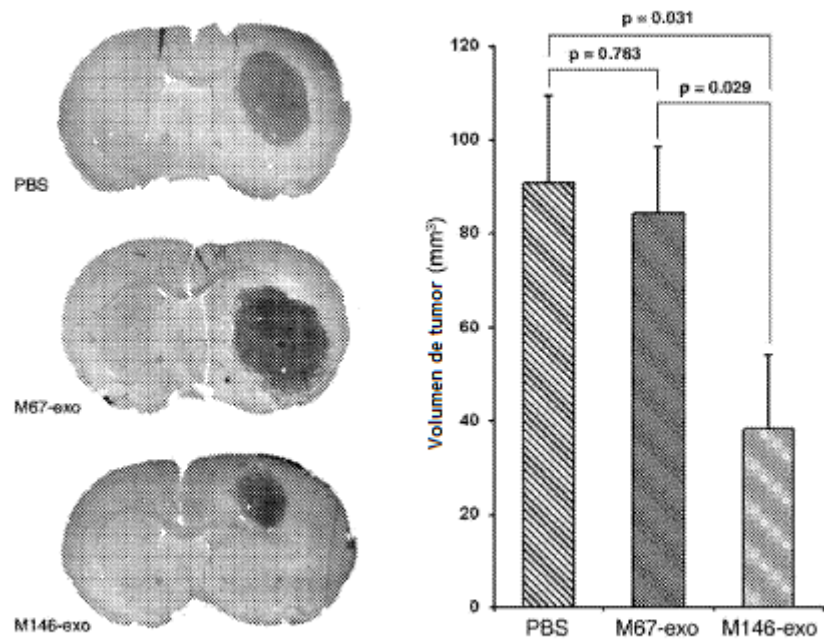 PBS
M67-exo
M146-exo
p = 0.031
p = 0.783
p = 0.029
Volumen de tumor (mm³)
120
100
80
60
40
20
0
PBS
M67-exo
M146-exo